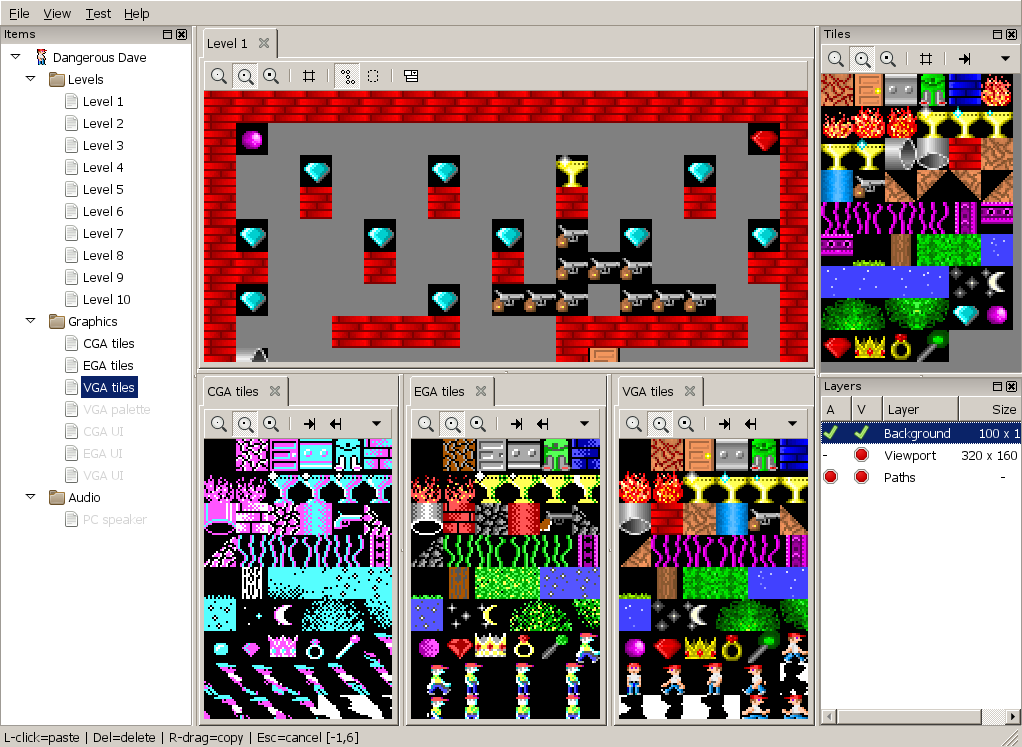 File View Test Help
Items
Dangerous Dave
Levels
Level 1
Level 2
Level 3
Level 4
Level 5
Level 6
Level 7
Level 8
Level 9
Level 10
Graphics
CGA tiles
EGA tiles
VGA tiles
VGA palette
CGA UI
EGA UI
VGA UI
Audio
PC speaker
Level 1
CGA tiles
EGA tiles
VGA tiles
Tiles
Layers
A V Layer Size
Background 100 x 1
- Viewport 320 x 160
Paths -
L-click=paste | Del=delete | R-drag=copy | Esc=cancel [-1,6]